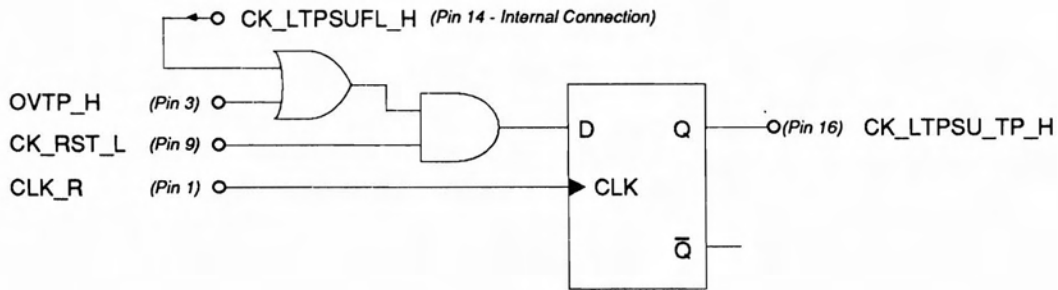 CK_LTPSUFL_H (Pin 14 - Internal Connection)
OVTP_H (Pin 3)
CK_RST_L (Pin 9)
CLK_R (Pin 1)
D Q
(Pin 16) CK_LTPSU_TP_H
CLK
Q̅